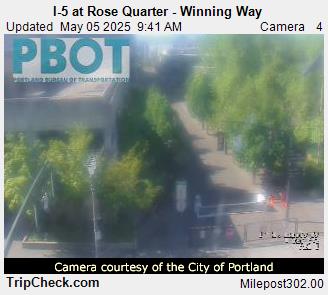 I-5 at Rose Quarter - Winning Way
Updated May 05 2025 9:41 AM Camera 4
PBOT
PORTLAND BUREAU OF TRANSPORTATION
Camera courtesy of the City of Portland
TripCheck.com Milepost302.00